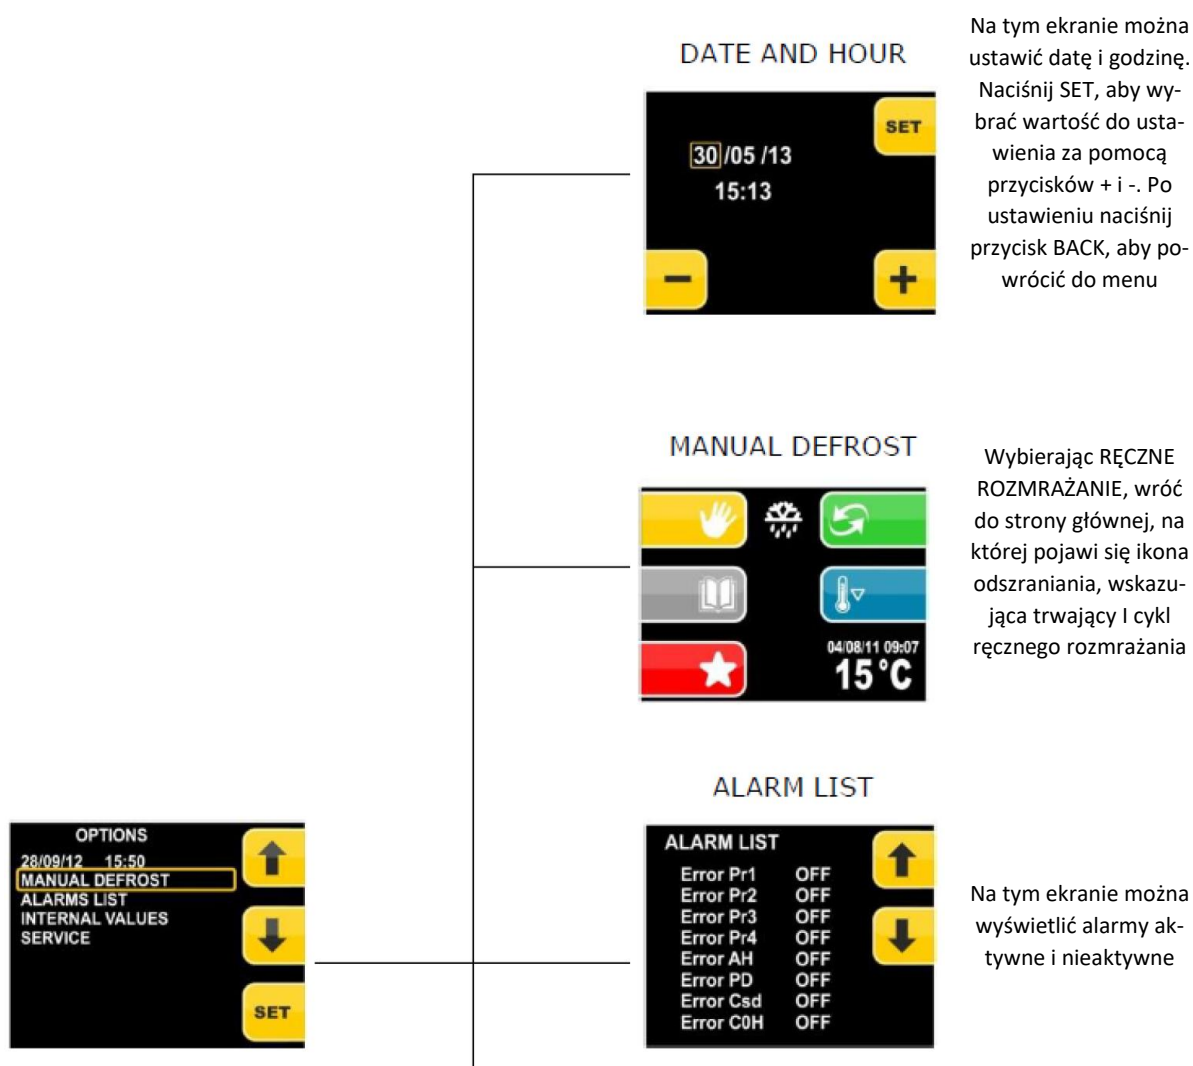 DATE AND HOUR
SET
30 /05 /13
15:13
Na tym ekranie można
ustawić datę i godzinę.
Naciśnij SET, aby wy-
brać wartość do usta-
wienia za pomocą
przycisków + i -. Po
ustawieniu naciśnij
przycisk BACK, aby po-
wrócić do menu
MANUAL DEFROST
04/08/11 09:07
15°C
Wybierając RĘCZNE
ROZMRAŻANIE, wróć
do strony głównej, na
której pojawi się ikona
odszraniania, wskazu-
jąca trwający I cykl
ręcznego rozmrażania
ALARM LIST
ALARM LIST
Error Pr1 OFF
Error Pr2 OFF
Error Pr3 OFF
Error Pr4 OFF
Error AH OFF
Error PD OFF
Error Csd OFF
Error C0H OFF
Na tym ekranie można
wyświetlić alarmy ak-
tywne i nieaktywne
OPTIONS
28/09/12 15:50
MANUAL DEFROST
ALARMS LIST
INTERNAL VALUES
SERVICE
SET